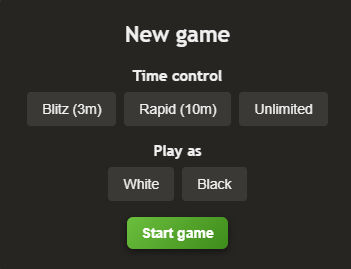 New game
Time control
Blitz (3m) Rapid (10m) Unlimited
Play as
White Black
Start game